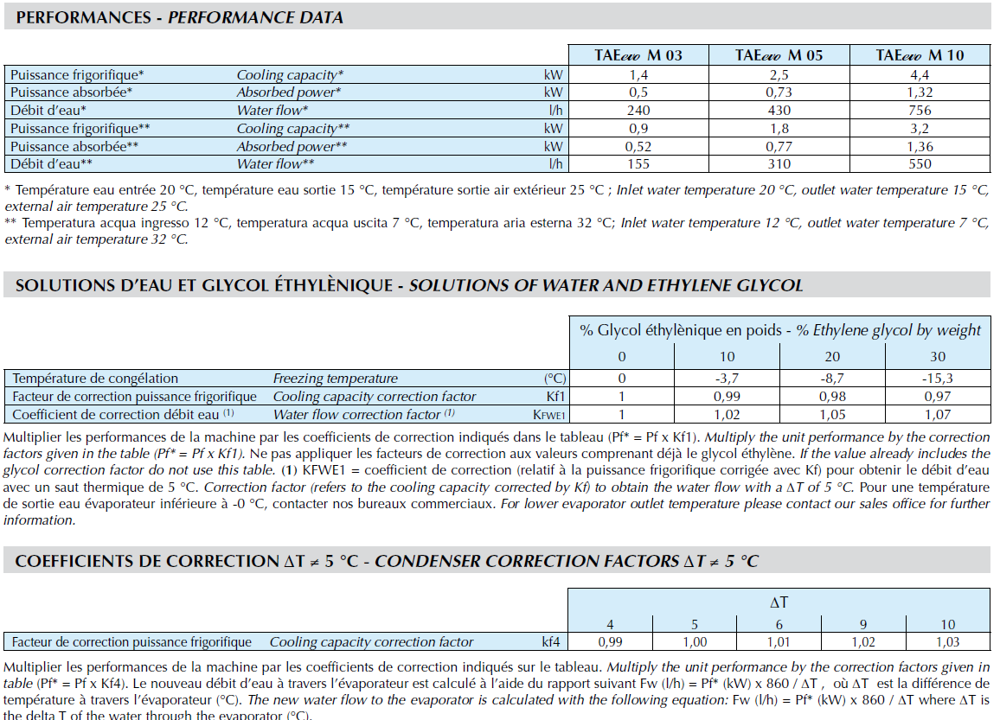 PERFORMANCES - PERFORMANCE DATA
TAEevo M 03 TAEevo M 05 TAEevo M 10
Puissance frigorifique* Cooling capacity* kW 1,4 2,5 4,4
Puissance absorbée* Absorbed power* kW 0,5 0,73 1,32
Débit d’eau* Water flow* l/h 240 430 756
Puissance frigorifique** Cooling capacity** kW 0,9 1,8 3,2
Puissance absorbée** Absorbed power** kW 0,52 0,77 1,36
Débit d’eau** Water flow** l/h 155 310 550
* Température eau entrée 20 °C, température eau sortie 15 °C, température sortie air extérieur 25 °C ; Inlet water temperature 20 °C, outlet water temperature 15 °C,
external air temperature 25 °C.
** Temperatura acqua ingresso 12 °C, temperatura acqua uscita 7 °C, temperatura aria esterna 32 °C; Inlet water temperature 12 °C, outlet water temperature 7 °C,
external air temperature 32 °C.
SOLUTIONS D’EAU ET GLYCOL ÉTHYLÈNIQUE - SOLUTIONS OF WATER AND ETHYLENE GLYCOL
% Glycol éthylènique en poids - % Ethylene glycol by weight
0 10 20 30
Température de congélation Freezing temperature (°C) 0 -3,7 -8,7 -15,3
Facteur de correction puissance frigorifique Cooling capacity correction factor Kf1 1 0,99 0,98 0,97
Coefficient de correction débit eau (1) Water flow correction factor (1) KFWE1 1 1,02 1,05 1,07
Multiplier les performances de la machine par les coefficients de correction indiqués dans le tableau (Pf* = Pf x Kf1). Multiply the unit performance by the correction
factors given in the table (Pf* = Pf x Kf1). Ne pas appliquer les facteurs de correction aux valeurs comprenant déjà le glycol éthylène. If the value already includes the
glycol correction factor do not use this table. (1) KFWE1 = coefficient de correction (relatif à la puissance frigorifique corrigée avec Kf) pour obtenir le débit d’eau
avec un saut thermique de 5 °C. Correction factor (refers to the cooling capacity corrected by Kf) to obtain the water flow with a ΔT of 5 °C. Pour une température
de sortie eau évaporateur inférieure à -0 °C, contacter nos bureaux commerciaux. For lower evaporator outlet temperature please contact our sales office for further
information.
COEFFICIENTS DE CORRECTION ΔT ≠ 5 °C - CONDENSER CORRECTION FACTORS ΔT ≠ 5 °C
ΔT
4 5 6 9 10
Facteur de correction puissance frigorifique Cooling capacity correction factor kf4 0,99 1,00 1,01 1,02 1,03
Multiplier les performances de la machine par les coefficients de correction indiqués sur le tableau. Multiply the unit performance by the correction factors given in
table (Pf* = Pf x Kf4). Le nouveau débit d’eau à travers l’évaporateur est calculé à l’aide du rapport suivant Fw (l/h) = Pf* (kW) x 860 / ΔT , où ΔT est la différence de
température à travers l’évaporateur (°C). The new water flow to the evaporator is calculated with the following equation: Fw (l/h) = Pf* (kW) x 860 / ΔT where ΔT is
the delta T of the water through the evaporator (°C).